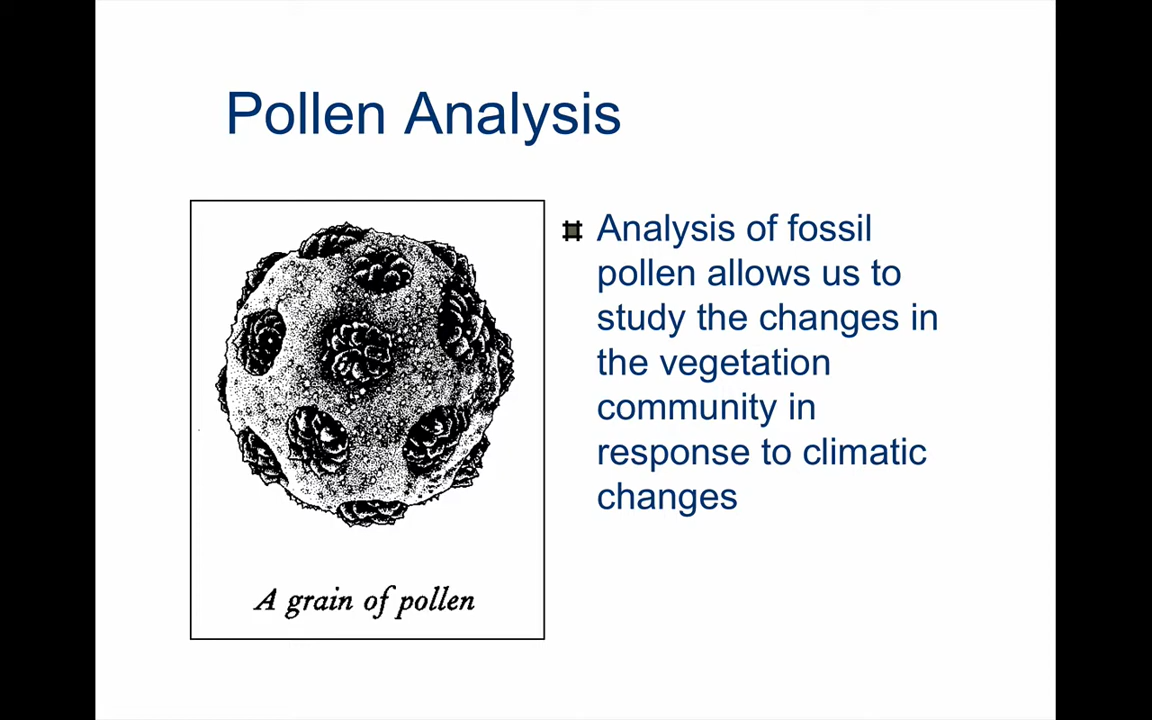 Pollen Analysis
Analysis of fossil
pollen allows us to
study the changes in
the vegetation
community in
response to climatic
changes
A grain of pollen